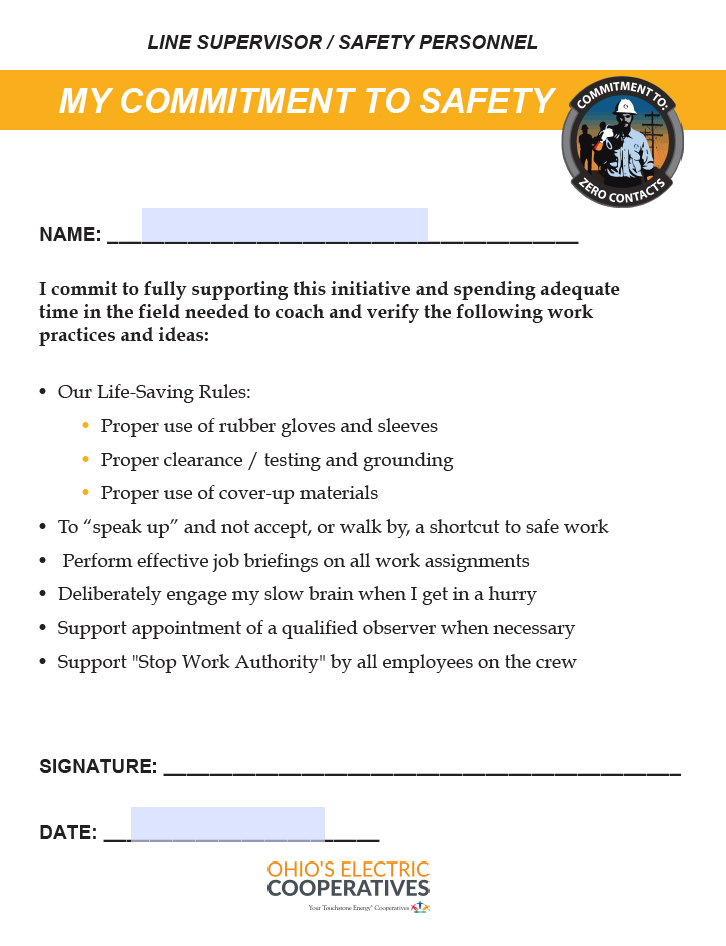 LINE SUPERVISOR / SAFETY PERSONNEL
MY COMMITMENT TO SAFETY
COMMITMENT TO:
ZERO CONTACTS
NAME:
I commit to fully supporting this initiative and spending adequate
time in the field needed to coach and verify the following work
practices and ideas:
• Our Life-Saving Rules:
• Proper use of rubber gloves and sleeves
• Proper clearance / testing and grounding
• Proper use of cover-up materials
• To “speak up” and not accept, or walk by, a shortcut to safe work
• Perform effective job briefings on all work assignments
• Deliberately engage my slow brain when I get in a hurry
• Support appointment of a qualified observer when necessary
• Support "Stop Work Authority" by all employees on the crew
SIGNATURE:
DATE:
OHIO'S ELECTRIC
COOPERATIVES
Your Touchstone Energy® Cooperatives